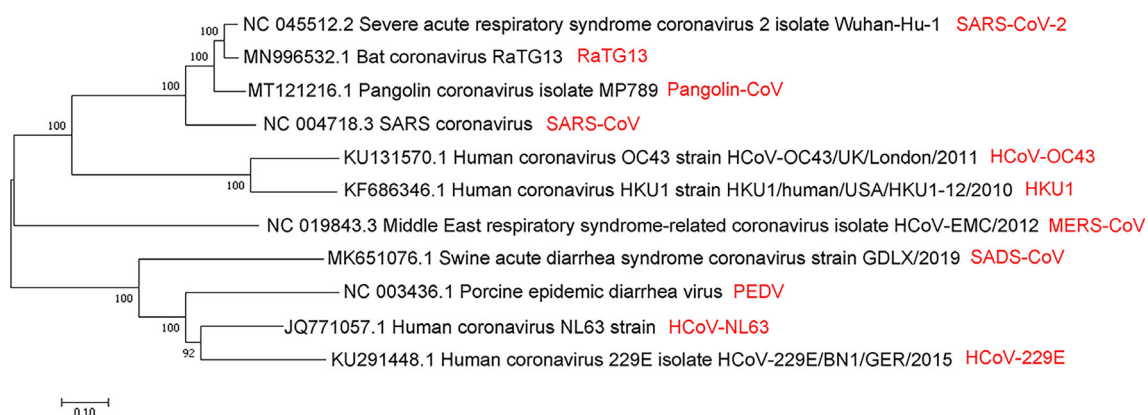 NC 045512.2 Severe acute respiratory syndrome coronavirus 2 isolate Wuhan-Hu-1 SARS-CoV-2
100
MN996532.1 Bat coronavirus RaTG13 RaTG13
100
MT121216.1 Pangolin coronavirus isolate MP789 Pangolin-CoV
100
NC 004718.3 SARS coronavirus SARS-CoV
100
KU131570.1 Human coronavirus OC43 strain HCoV-OC43/UK/London/2011 HCoV-OC43
100
KF686346.1 Human coronavirus HKU1 strain HKU1/human/USA/HKU1-12/2010 HKU1
NC 019843.3 Middle East respiratory syndrome-related coronavirus isolate HCoV-EMC/2012 MERS-CoV
MK651076.1 Swine acute diarrhea syndrome coronavirus strain GDLX/2019 SADS-CoV
100
NC 003436.1 Porcine epidemic diarrhea virus PEDV
100
JQ771057.1 Human coronavirus NL63 strain HCoV-NL63
92
KU291448.1 Human coronavirus 229E isolate HCoV-229E/BN1/GER/2015 HCoV-229E
0.10